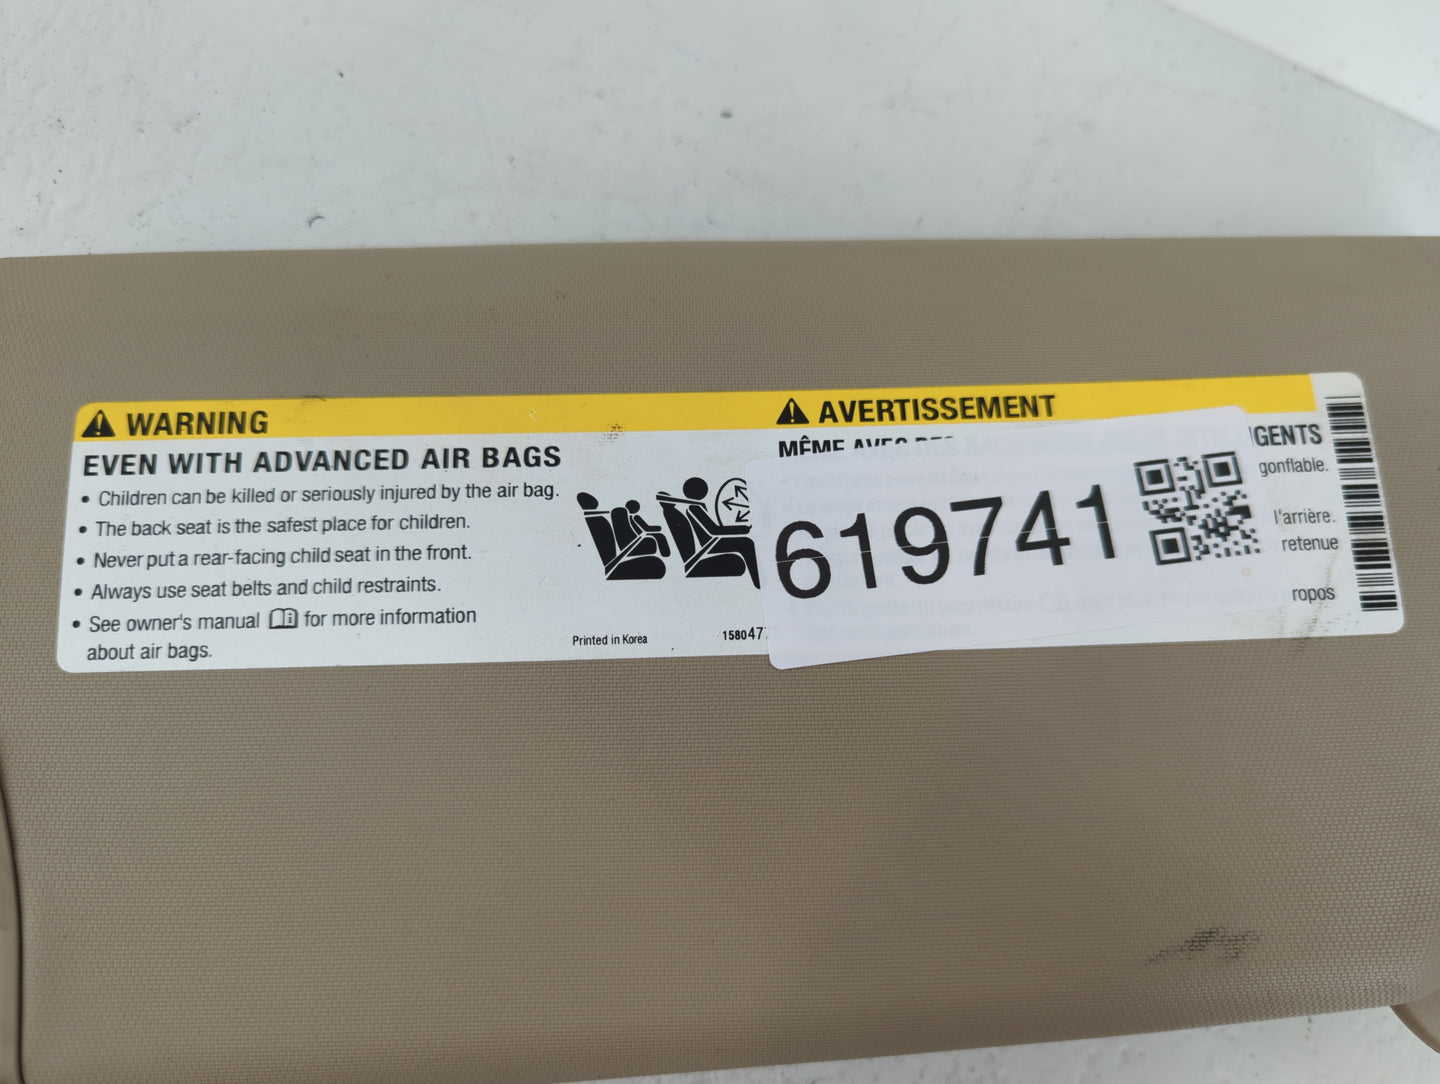 WARNING
EVEN WITH ADVANCED AIR BAGS
• Children can be killed or seriously injured by the air bag.
• The back seat is the safest place for children.
• Never put a rear-facing child seat in the front.
• Always use seat belts and child restraints.
• See owner's manual for more information
about air bags.
Printed in Korea
158047
AVERTISSEMENT
MÊME AVEC DES
IGENTS
gonflable.
l'arrière.
retenue
ropos
619741